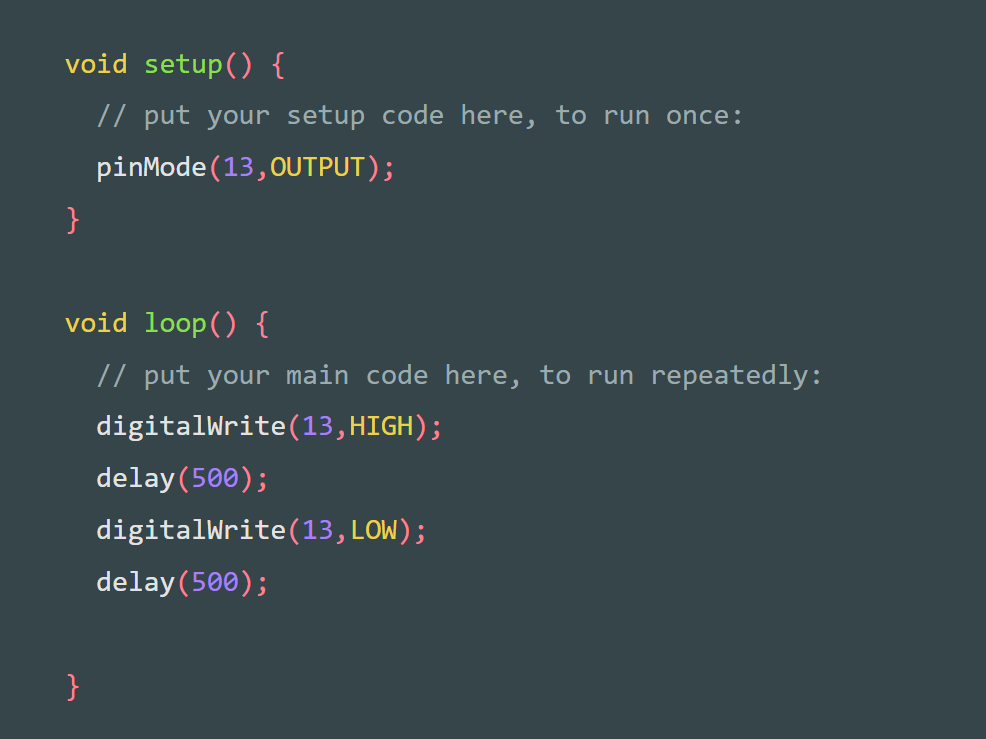 void setup() {
  // put your setup code here, to run once:
  pinMode(13,OUTPUT);
}

void loop() {
  // put your main code here, to run repeatedly:
  digitalWrite(13,HIGH);
  delay(500);
  digitalWrite(13,LOW);
  delay(500);

}